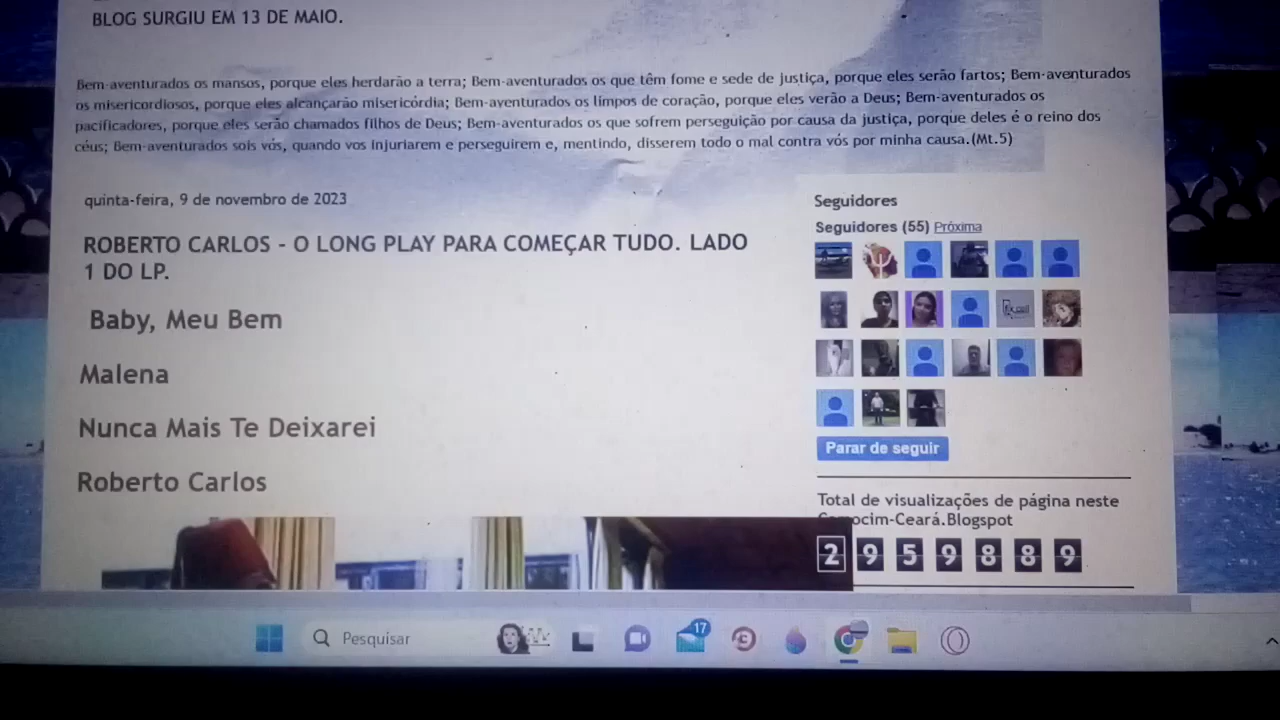 BLOG SURGIU EM 13 DE MAIO.
Bem-aventurados os mansos, porque eles herdarão a terra; Bem-aventurados os que têm fome e sede de justiça, porque eles serão fartos; Bem-aventurados
os misericordiosos, porque eles alcançarão misericórdia; Bem-aventurados os limpos de coração, porque eles verão a Deus; Bem-aventurados os
pacificadores, porque eles serão chamados filhos de Deus; Bem-aventurados os que sofrem perseguição por causa da justiça, porque deles é o reino dos
céus; Bem-aventurados sois vós, quando vos injuriarem e perseguirem e, mentindo, disserem todo o mal contra vós por minha causa.(Mt.5)
quinta-feira, 9 de novembro de 2023
ROBERTO CARLOS - O LONG PLAY PARA COMEÇAR TUDO. LADO
1 DO LP.
Baby, Meu Bem
Malena
Nunca Mais Te Deixarei
Roberto Carlos
Seguidores
Seguidores (55) Próxima
Parar de seguir
Total de visualizações de página neste
Camocim-Ceará.Blogspot
2959889
Pesquisar
17